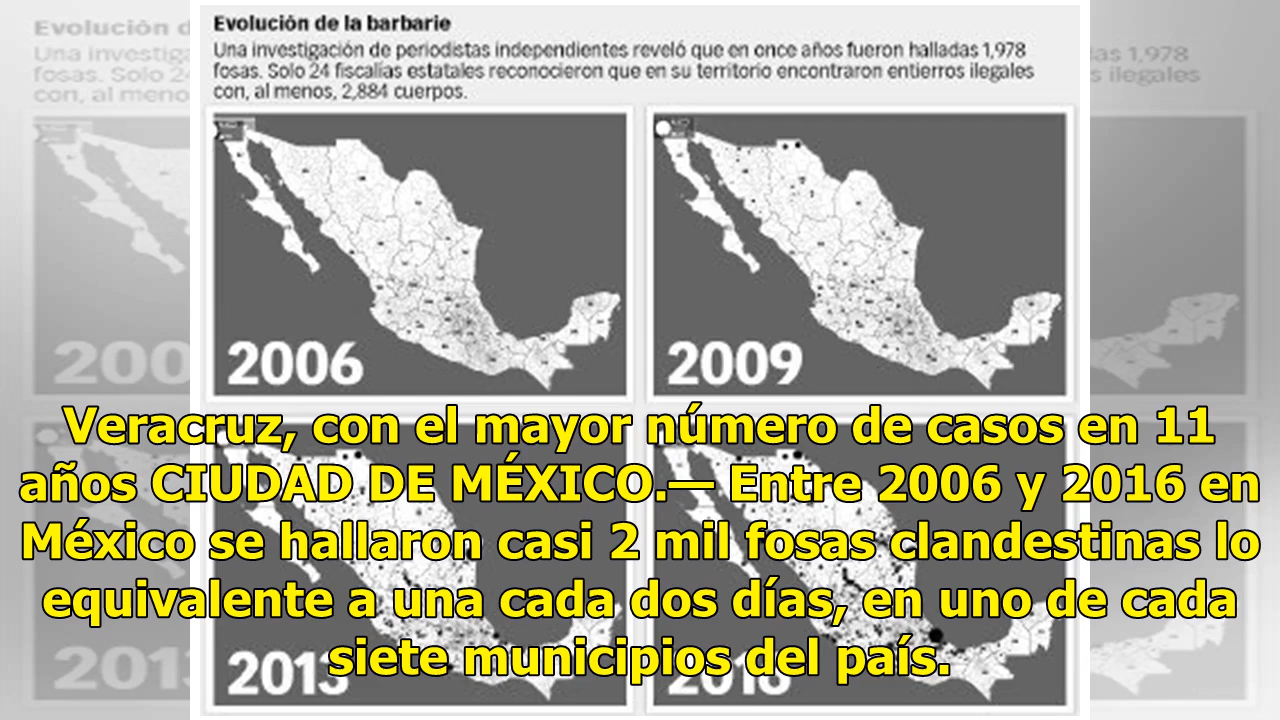 Evolución de la barbarie
Una investigación de periodistas independientes reveló que en once años fueron halladas 1,978
fosas. Solo 24 fiscalías estatales reconocieron que en su territorio encontraron entierros ilegales
con, al menos, 2,884 cuerpos.
2006
2009
Veracruz, con el mayor número de casos en 11
años CIUDAD DE MÉXICO.— Entre 2006 y 2016 en
México se hallaron casi 2 mil fosas clandestinas lo
equivalente a una cada dos días, en uno de cada
siete municipios del país.
2013
2016